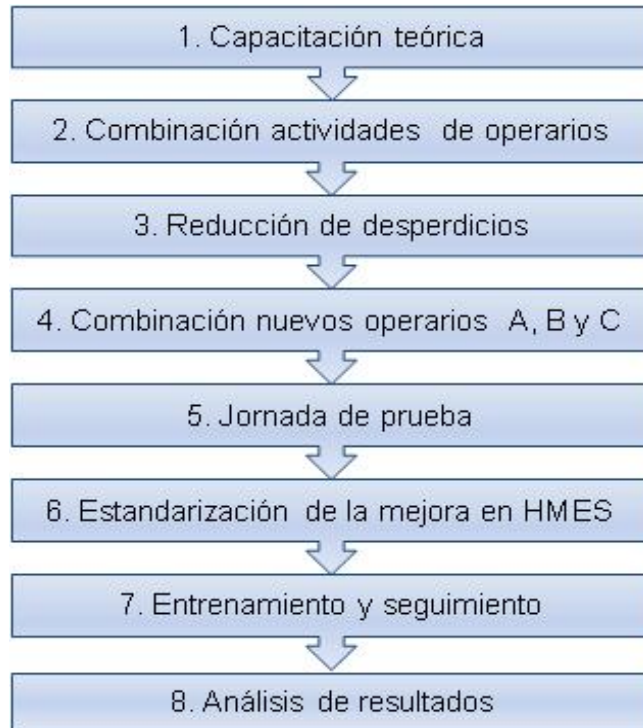 1. Capacitación teórica
2. Combinación actividades de operarios
3. Reducción de desperdicios
4. Combinación nuevos operarios A, B y C
5. Jornada de prueba
6. Estandarización de la mejora en HMES
7. Entrenamiento y seguimiento
8. Análisis de resultados